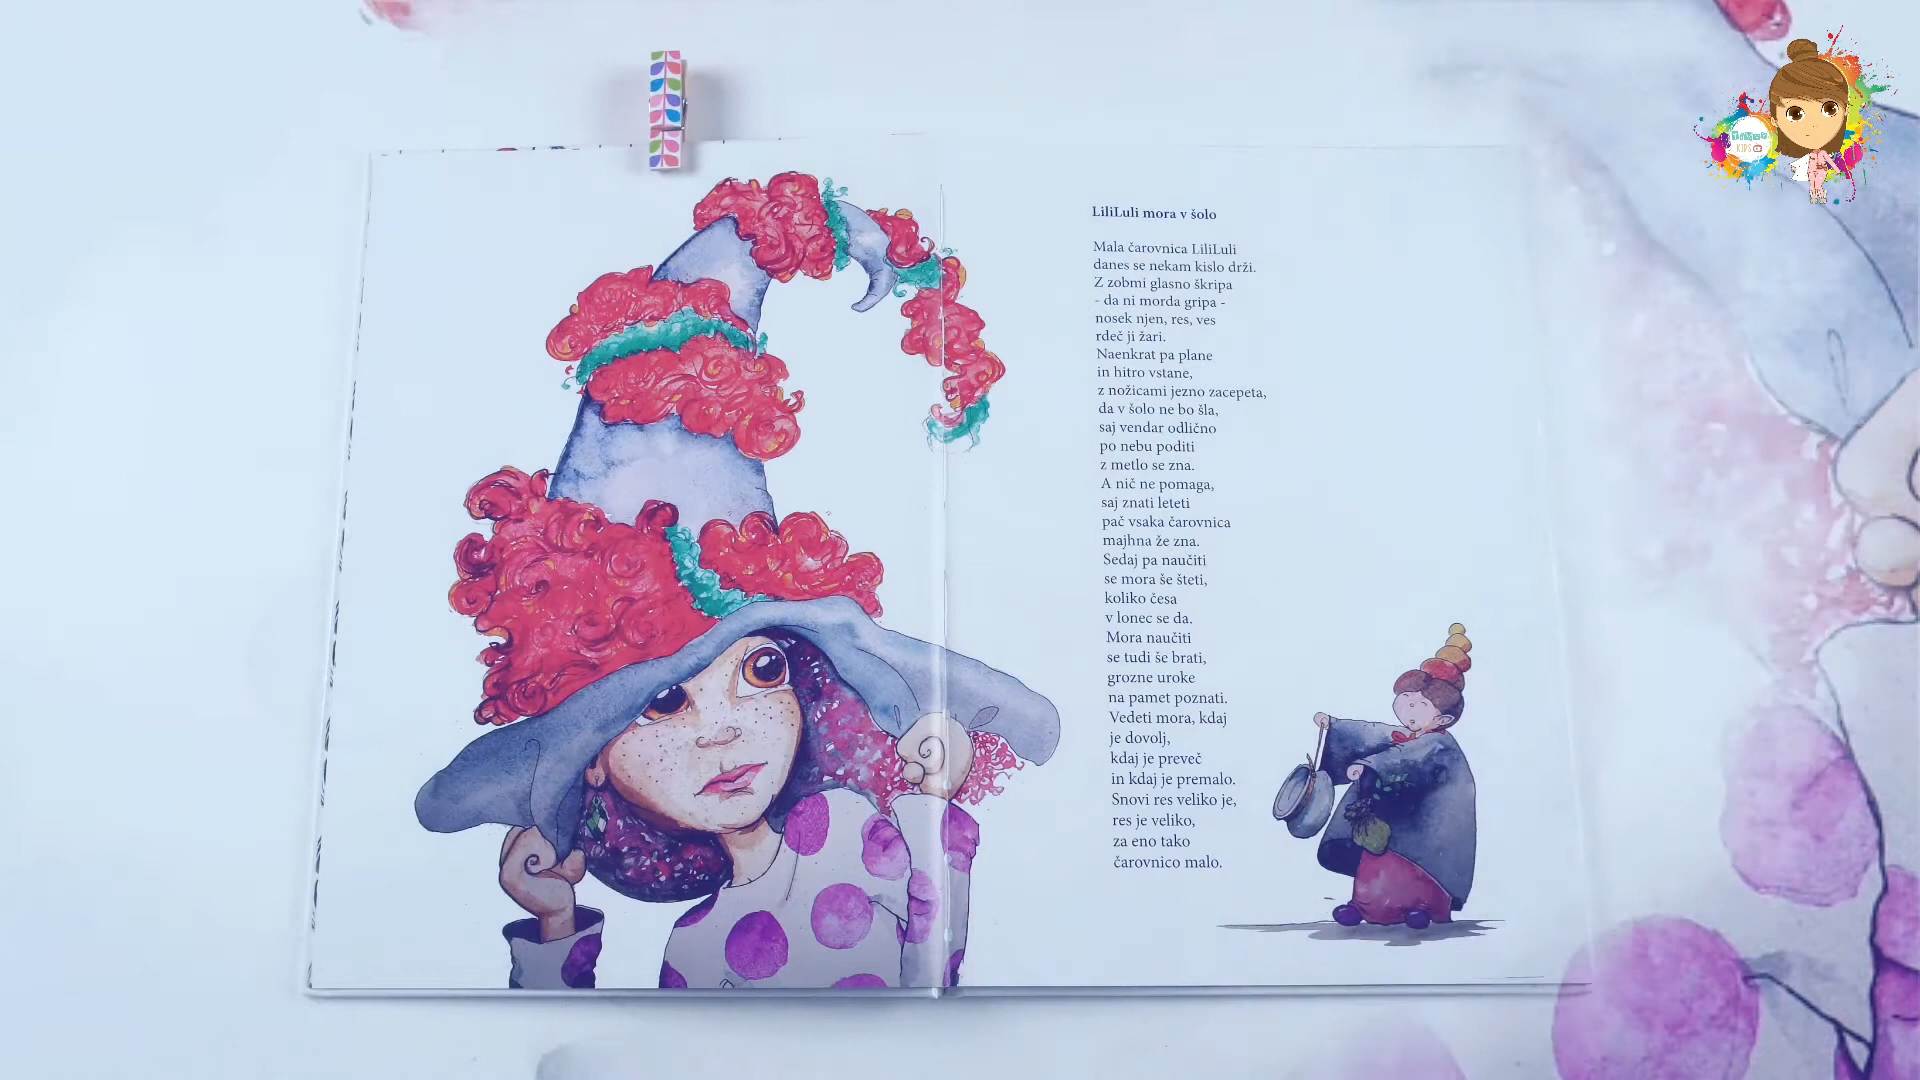 LiliLuli mora v šolo
Mala čarovnica LiliLuli
danes se nekam kislo drži.
Z zobmi glasno škripa
- da ni morda gripa -
nosek njen, res, ves
rdeč ji žari.
Naenkrat pa plane
in hitro vstane,
z nožicami jezno zacepeta,
da v šolo ne bo šla,
saj vendar odlično
po nebu poditi
z metlo se zna.
A nič ne pomaga,
saj znati leteti
pač vsaka čarovnica
majhna že zna.
Sedaj pa naučiti
se mora še šteti,
koliko česa
v lonec se da.
Mora naučiti
se tudi še brati,
grozne uroke
na pamet poznati.
Vedeti mora, kdaj
je dovolj,
kdaj je preveč
in kdaj je premalo.
Snovi res veliko je,
res je veliko,
za eno tako
čarovnico malo.
KIDS